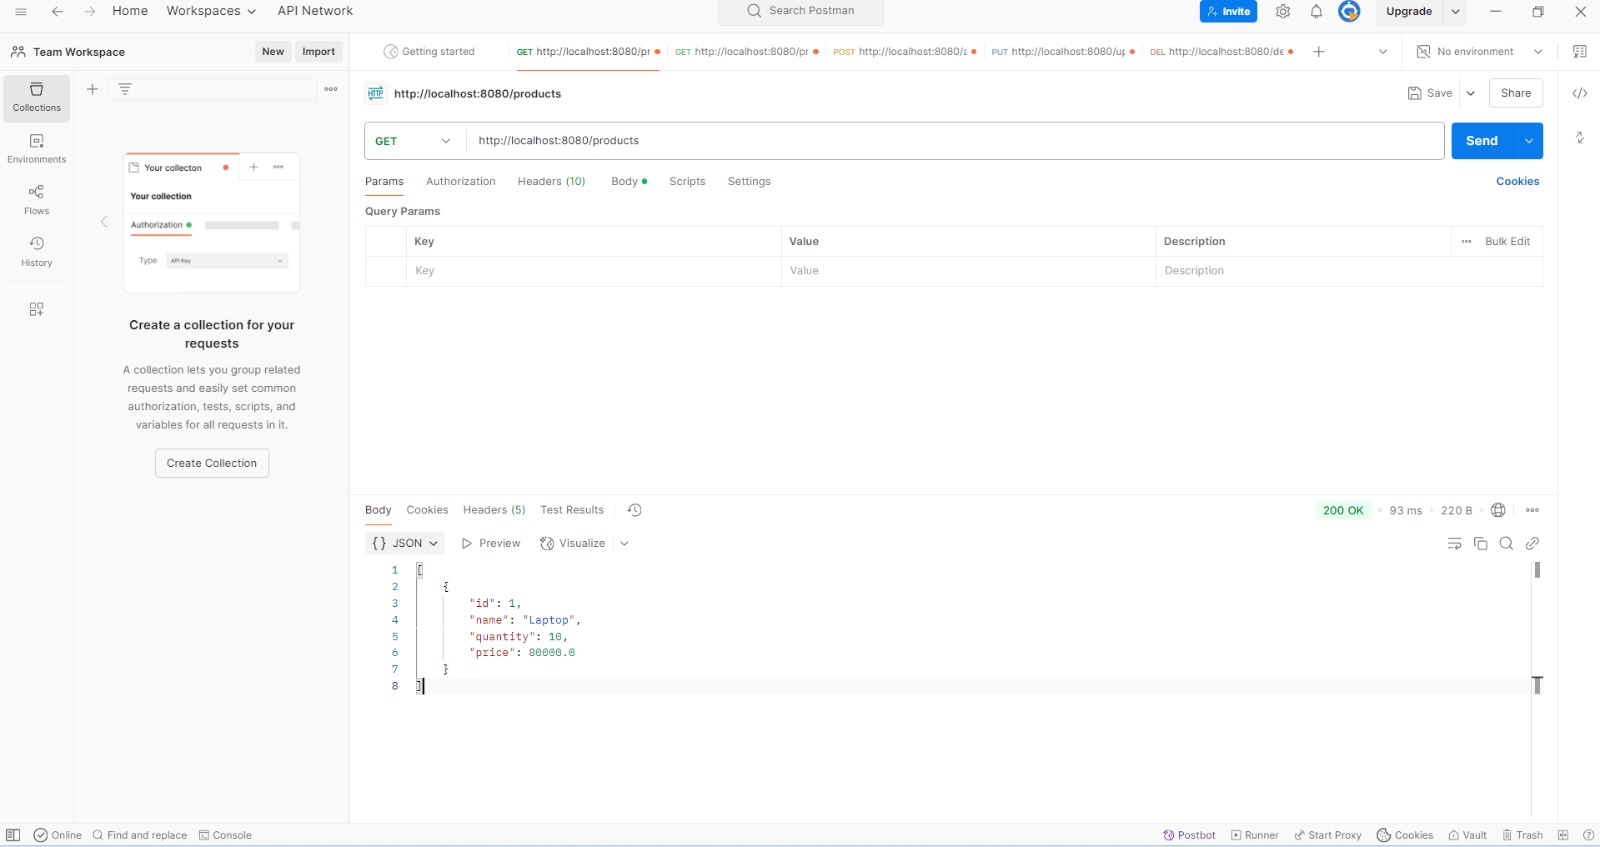 Home Workspaces API Network Search Postman Invite Upgrade
Team Workspace New Import Getting started GET http://localhost:8080/pr GET http://localhost:8080/pr POST http://localhost:8080/a PUT http://localhost:8080/up DEL http://localhost:8080/de No environment
Collections
Environments
Flows
History
Your collecton
Your collection
Authorization
Type API Key
Create a collection for your
requests
A collection lets you group related
requests and easily set common
authorization, tests, scripts, and
variables for all requests in it.
Create Collection
HTTP http://localhost:8080/products Save Share
GET http://localhost:8080/products Send
Params Authorization Headers (10) Body Scripts Settings Cookies
Query Params
Key Value Description Bulk Edit
Key Value Description
Body Cookies Headers (5) Test Results 200 OK 93 ms 220 B
{} JSON Preview Visualize
1 [
2 {
3 "id": 1,
4 "name": "Laptop",
5 "quantity": 10,
6 "price": 80000.0
7 }
8 ]
Online Find and replace Console Postbot Runner Start Proxy Cookies Vault Trash